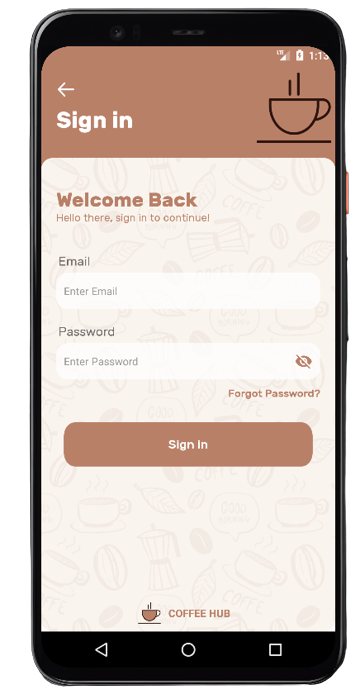 LTE 1:13
Sign in
Welcome Back
Hello there, sign in to continue!
Email
Enter Email
Password
Enter Password
Forgot Password?
Sign In
COFFEE HUB